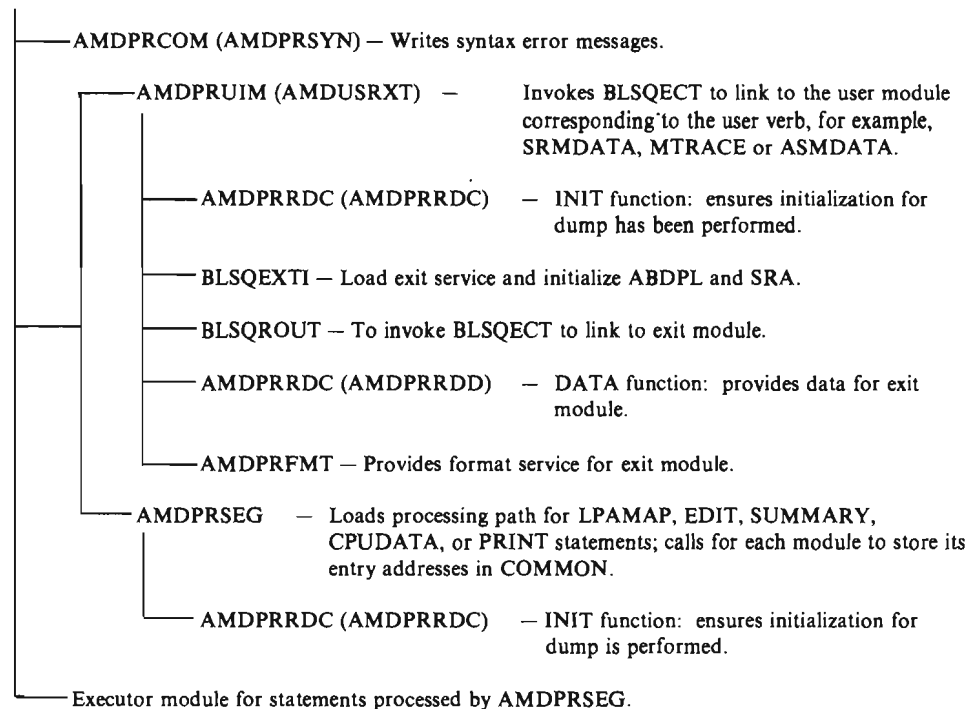 AMDPRCOM (AMDPRSYN) — Writes syntax error messages.
AMDPRUIM (AMDUSRXT) — Invokes BLSQECT to link to the user module
corresponding to the user verb, for example,
SRMDATA, MTRACE or ASMDATA.
AMDPRRDC (AMDPRRDC) — INIT function: ensures initialization for
dump has been performed.
BLSQEXTI — Load exit service and initialize ABDPL and SRA.
BLSQROUT — To invoke BLSQECT to link to exit module.
AMDPRRDC (AMDPRRDD) — DATA function: provides data for exit
module.
AMDPRFMT — Provides format service for exit module.
AMDPRSEG — Loads processing path for LPAMAP, EDIT, SUMMARY,
CPUDATA, or PRINT statements; calls for each module to store its
entry addresses in COMMON.
AMDPRRDC (AMDPRRDC) — INIT function: ensures initialization for
dump is performed.
Executor module for statements processed by AMDPRSEG.